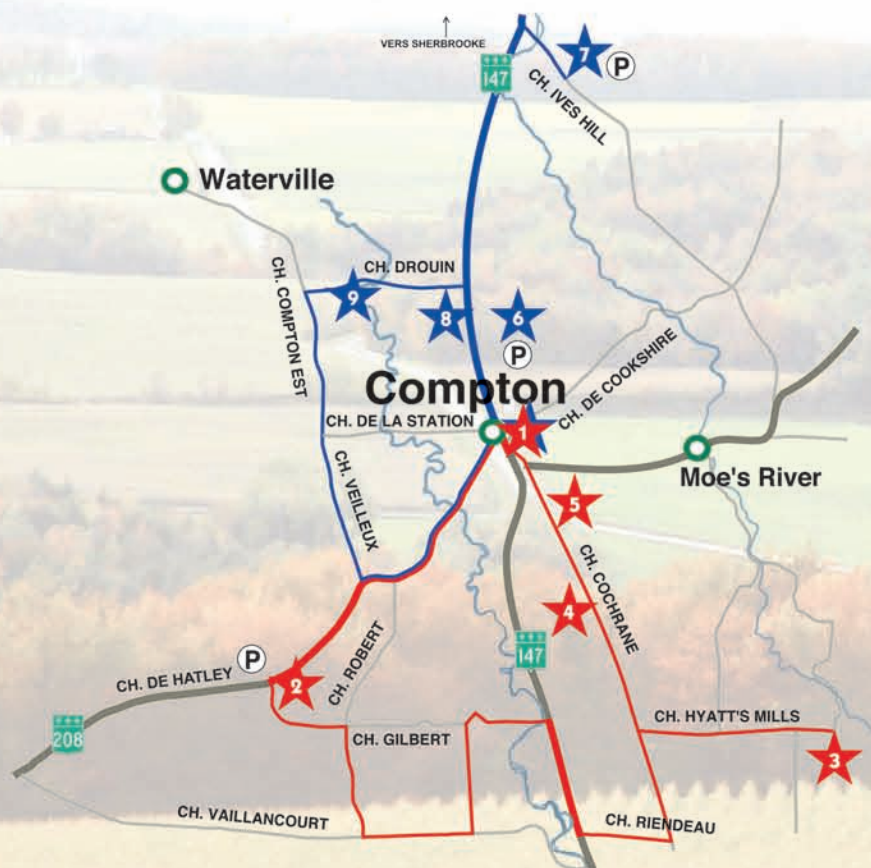 VERS SHERBROOKE
7
P
147
CH. IVES HILL
Waterville
CH. DROUIN
9
8
6
CH. COMPTON EST
P
CH. DE COOKSHIRE
Compton
CH. DE LA STATION
1
Moe's River
CH. VEILLEUX
5
CH. COCHRANE
4
CH. ROBERT
147
P
CH. DE HATLEY
2
CH. HYATT'S MILLS
208
CH. GILBERT
3
CH. VAILLANCOURT
CH. RIENDEAU